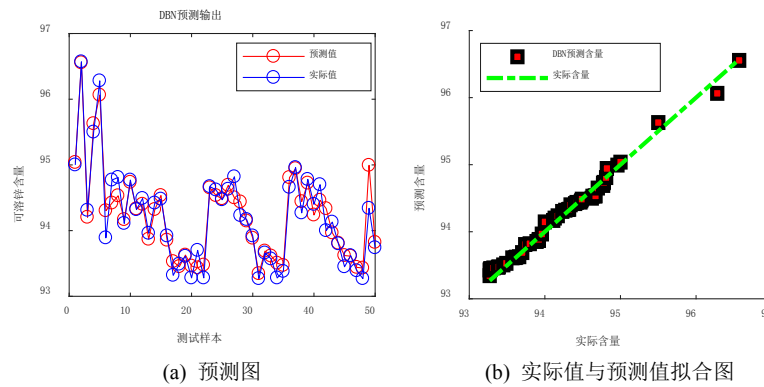 DBN预测输出
97
96
95
94
93
可溶锌含量
0
10
20
30
40
50
测试样本
预测值
实际值
(a) 预测图
97
96
95
94
93
预测含量
93
94
95
96
实际含量
DBN预测含量
实际含量
(b) 实际值与预测值拟合图